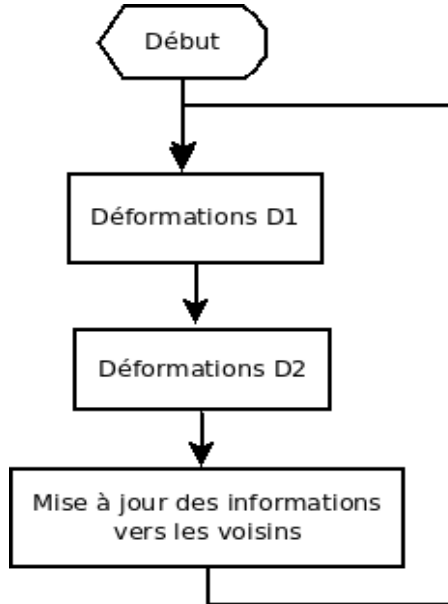 Début
Déformations D1
Déformations D2
Mise à jour des informations
vers les voisins